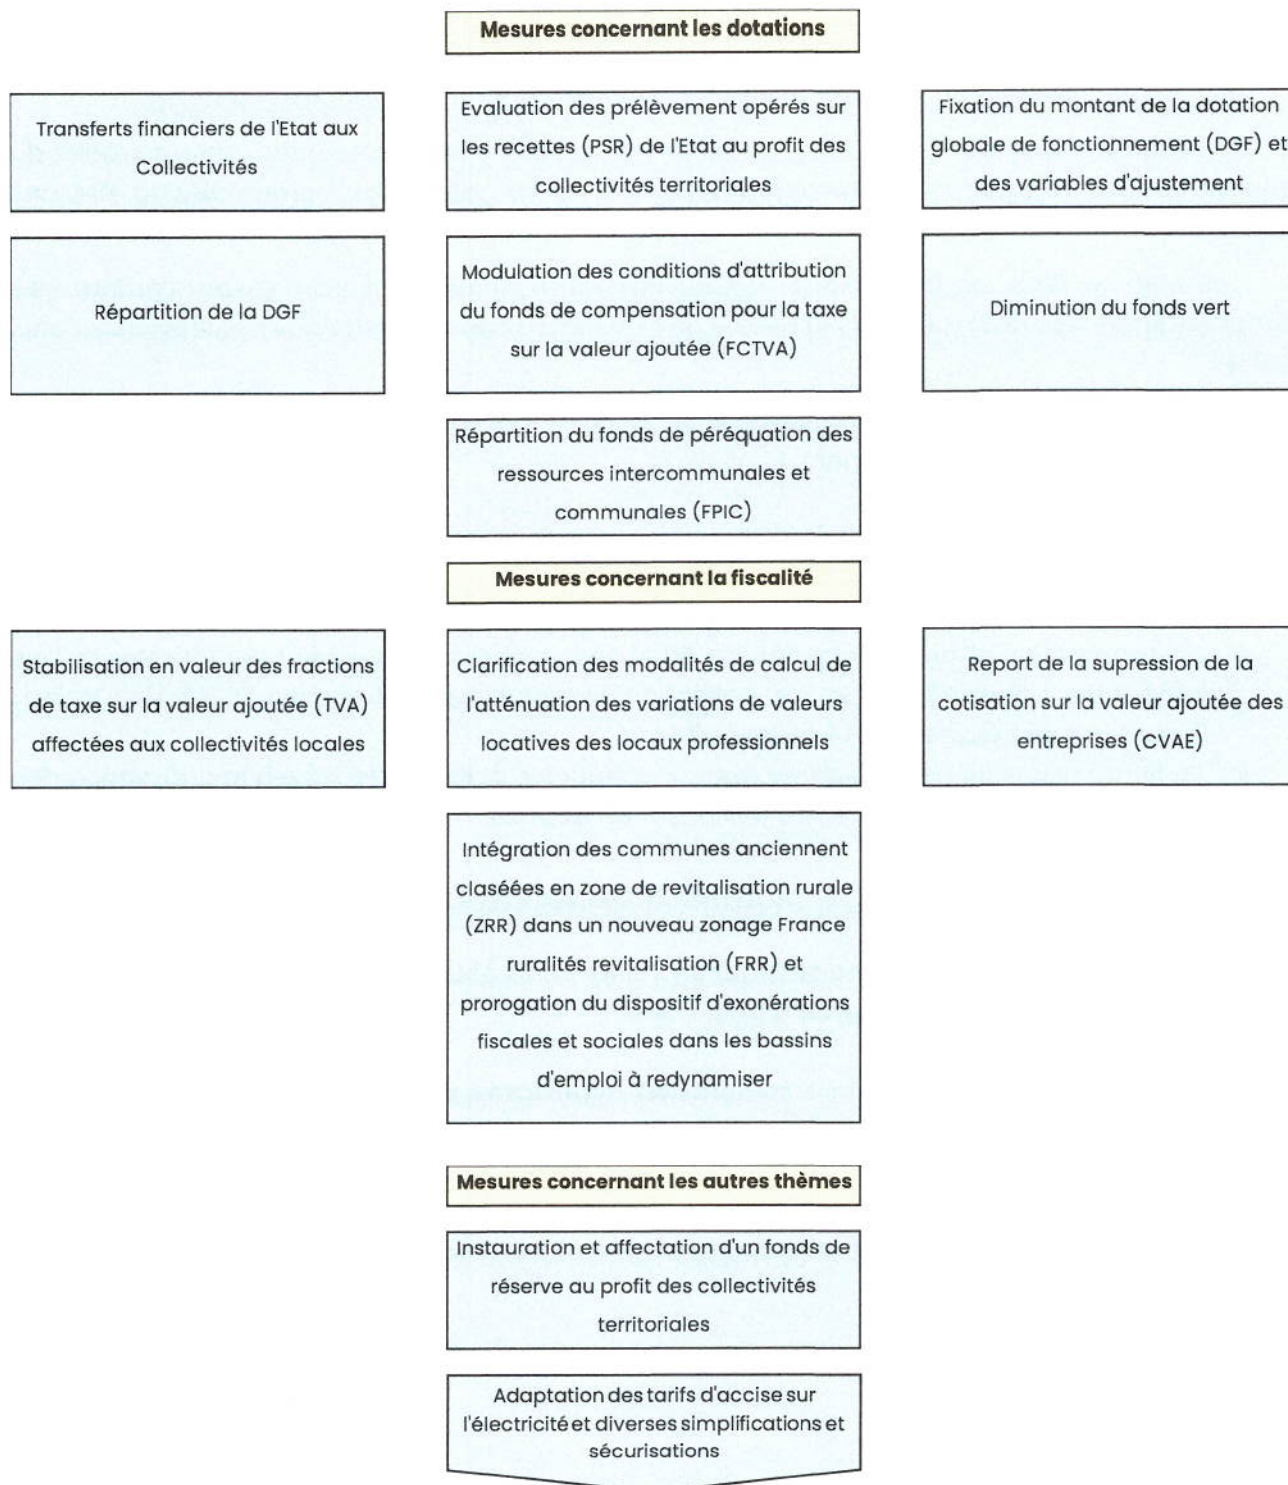 Mesures concernant les dotations
Transferts financiers de l'Etat aux
Collectivités
Evaluation des prélèvement opérés sur
les recettes (PSR) de l'Etat au profit des
collectivités territoriales
Fixation du montant de la dotation
globale de fonctionnement (DGF) et
des variables d'ajustement
Répartition de la DGF
Modulation des conditions d'attribution
du fonds de compensation pour la taxe
sur la valeur ajoutée (FCTVA)
Diminution du fonds vert
Répartition du fonds de péréquation des
ressources intercommunales et
communales (FPIC)
Mesures concernant la fiscalité
Stabilisation en valeur des fractions
de taxe sur la valeur ajoutée (TVA)
affectées aux collectivités locales
Clarification des modalités de calcul de
l'atténuation des variations de valeurs
locatives des locaux professionnels
Report de la supression de la
cotisation sur la valeur ajoutée des
entreprises (CVAE)
Intégration des communes anciennent
claséées en zone de revitalisation rurale
(ZRR) dans un nouveau zonage France
ruralités revitalisation (FRR) et
prorogation du dispositif d'exonérations
fiscales et sociales dans les bassins
d'emploi à redynamiser
Mesures concernant les autres thèmes
Instauration et affectation d'un fonds de
réserve au profit des collectivités
territoriales
Adaptation des tarifs d'accise sur
l'électricité et diverses simplifications et
sécurisations